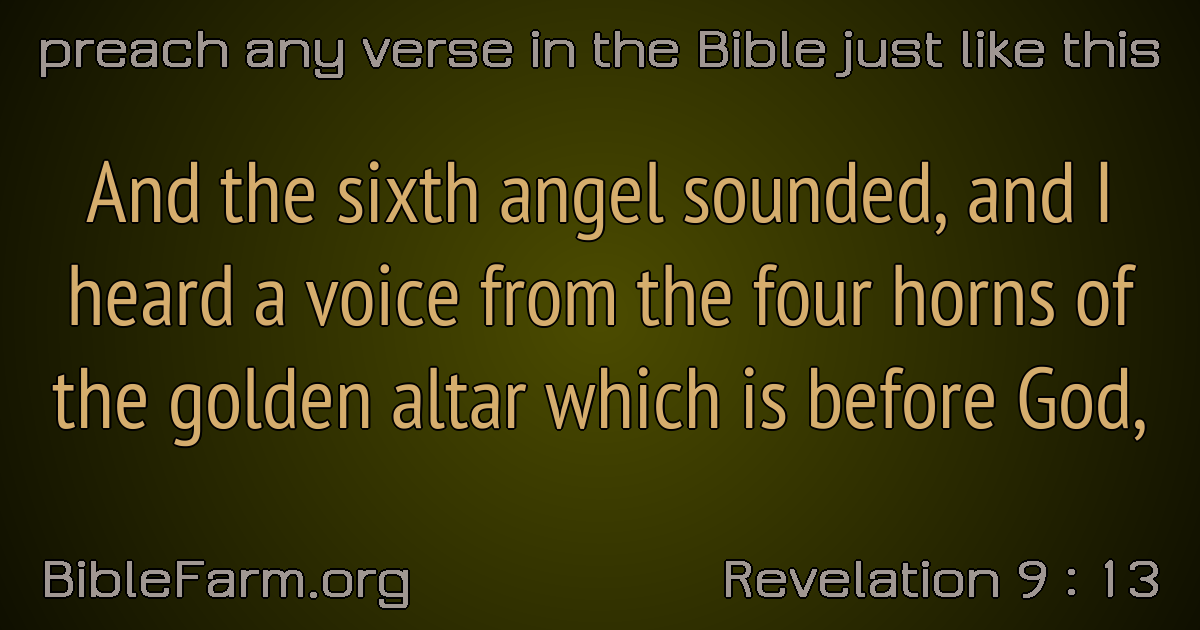 preach any verse in the Bible just like this
And the sixth angel sounded, and I
heard a voice from the four horns of
the golden altar which is before God,
BibleFarm.org
Revelation 9 : 13